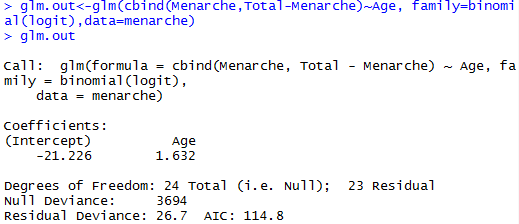 > glm.out<-glm(cbind(Menarche,Total-Menarche)~Age, family=binomi
al(logit),data=menarche)
> glm.out
Call:  glm(formula = cbind(Menarche, Total - Menarche) ~ Age, fa
mily = binomial(logit),
    data = menarche)
Coefficients:
(Intercept)          Age
    -21.226        1.632
Degrees of Freedom: 24 Total (i.e. Null);  23 Residual
Null Deviance:     3694
Residual Deviance: 26.7  AIC: 114.8